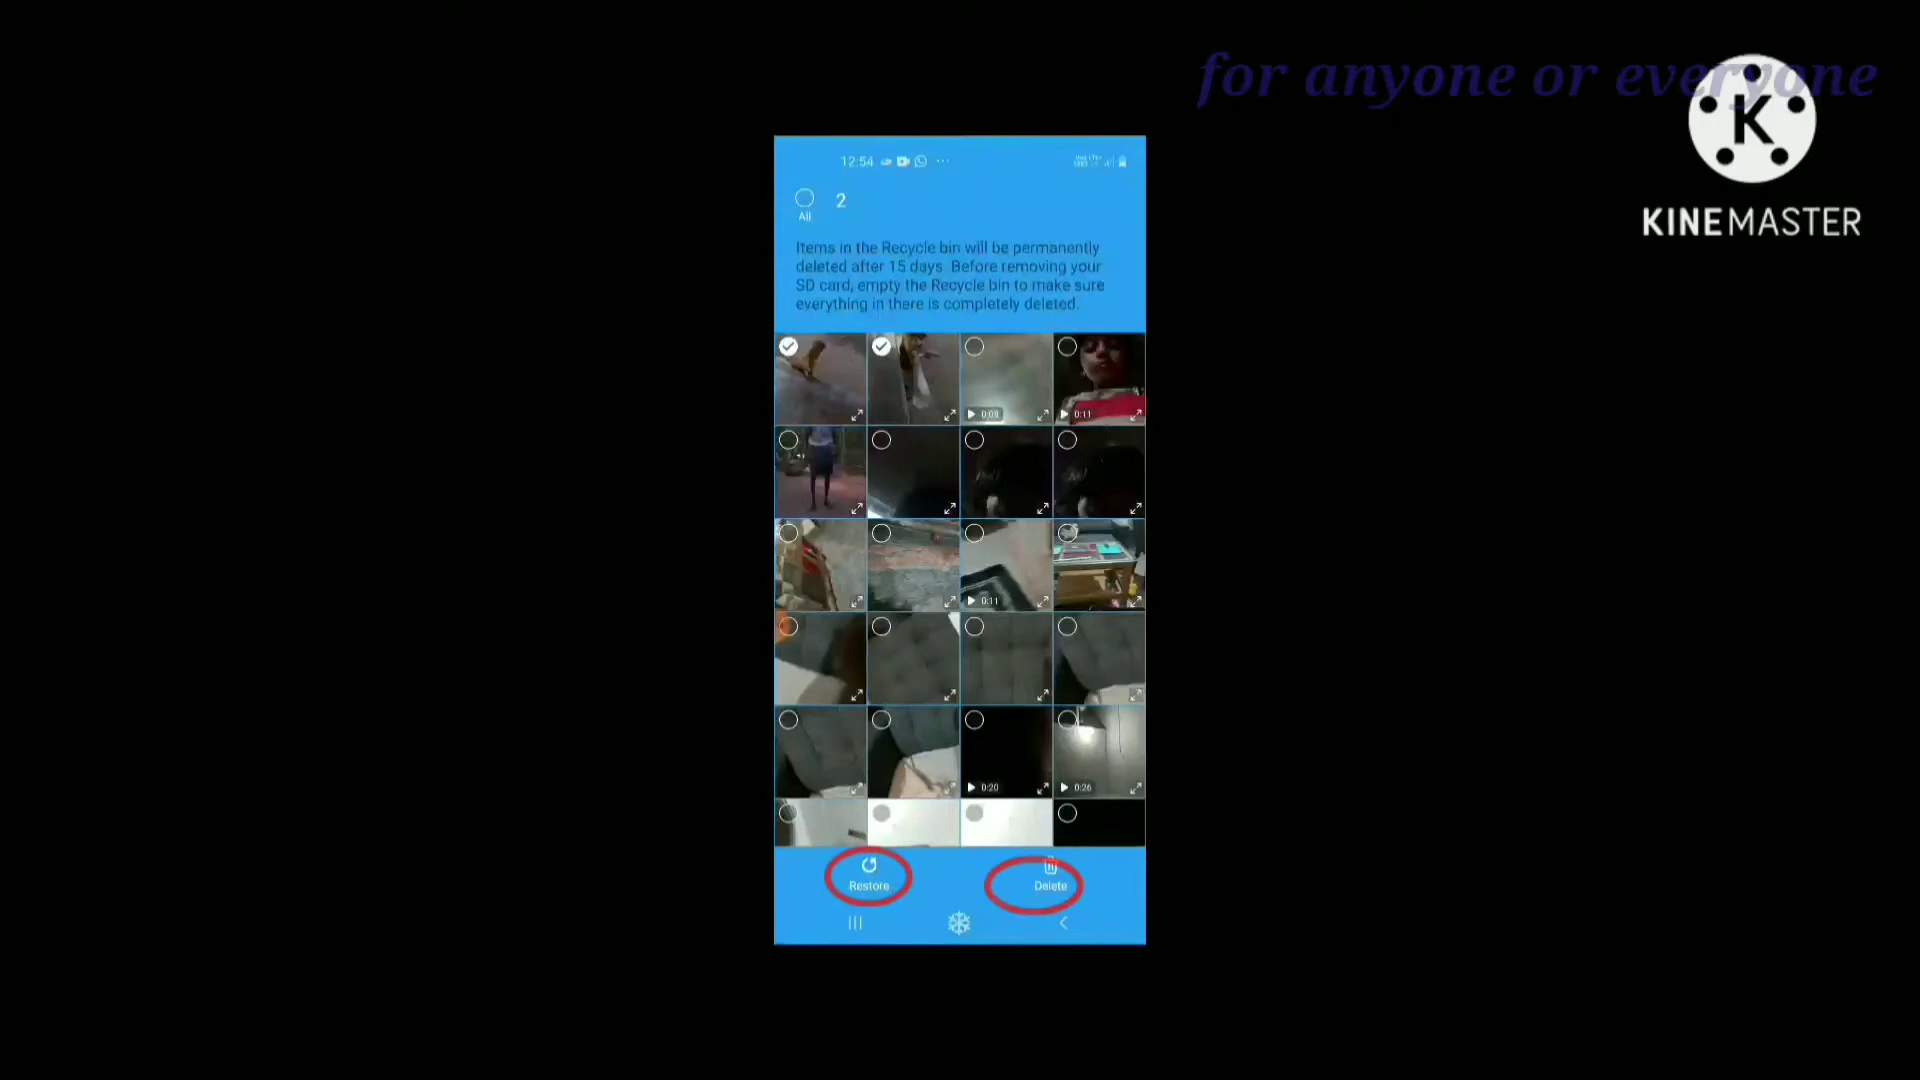 for anyone or everyone
K
KINEMASTER
12:54
All
2
Items in the Recycle bin will be permanently
deleted after 15 days. Before removing your
SD card, empty the Recycle bin to make sure
everything in there is completely deleted.
0:11
0:11
0:20
0:26
Restore
Delete